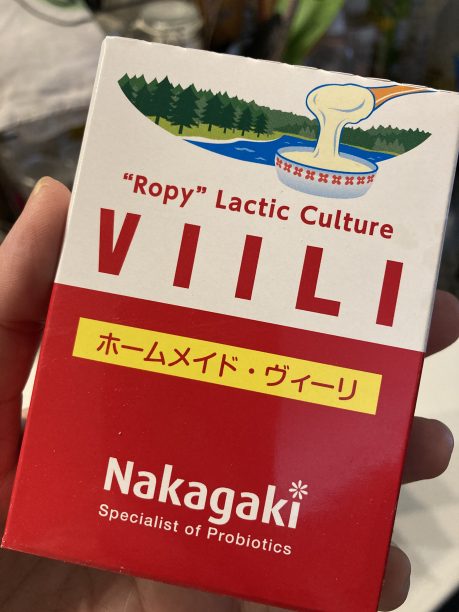 “Ropy” Lactic Culture
VIILI
ホームメイド・ヴィーリ
Nakagaki
Specialist of Probiotics